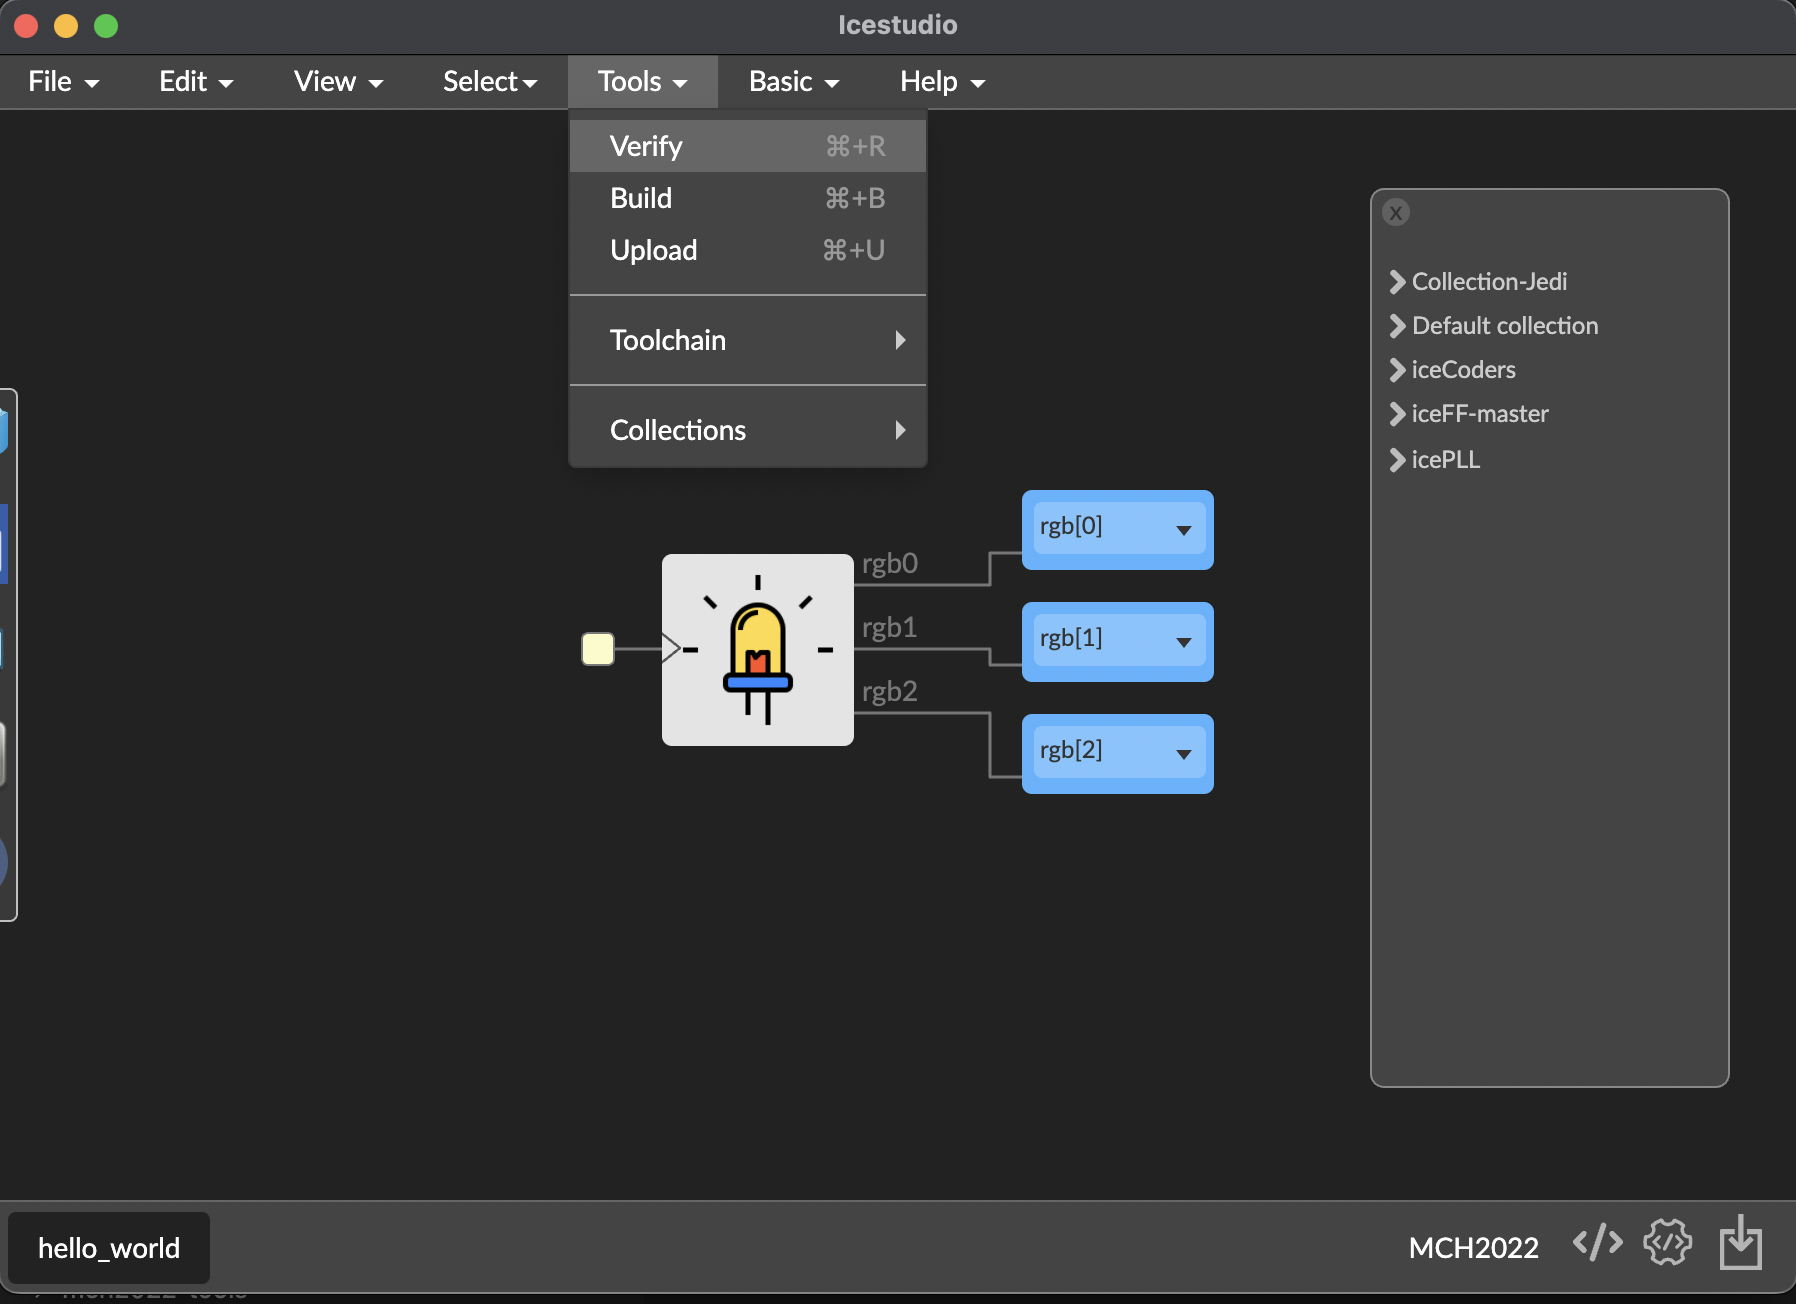 Icestudio
File Edit View Select Tools Basic Help
Verify ⌘+R
Build ⌘+B
Upload ⌘+U
Toolchain
Collections
x
Collection-Jedi
Default collection
iceCoders
iceFF-master
icePLL
rgb0
rgb[0]
rgb1
rgb[1]
rgb2
rgb[2]
hello_world
MCH2022